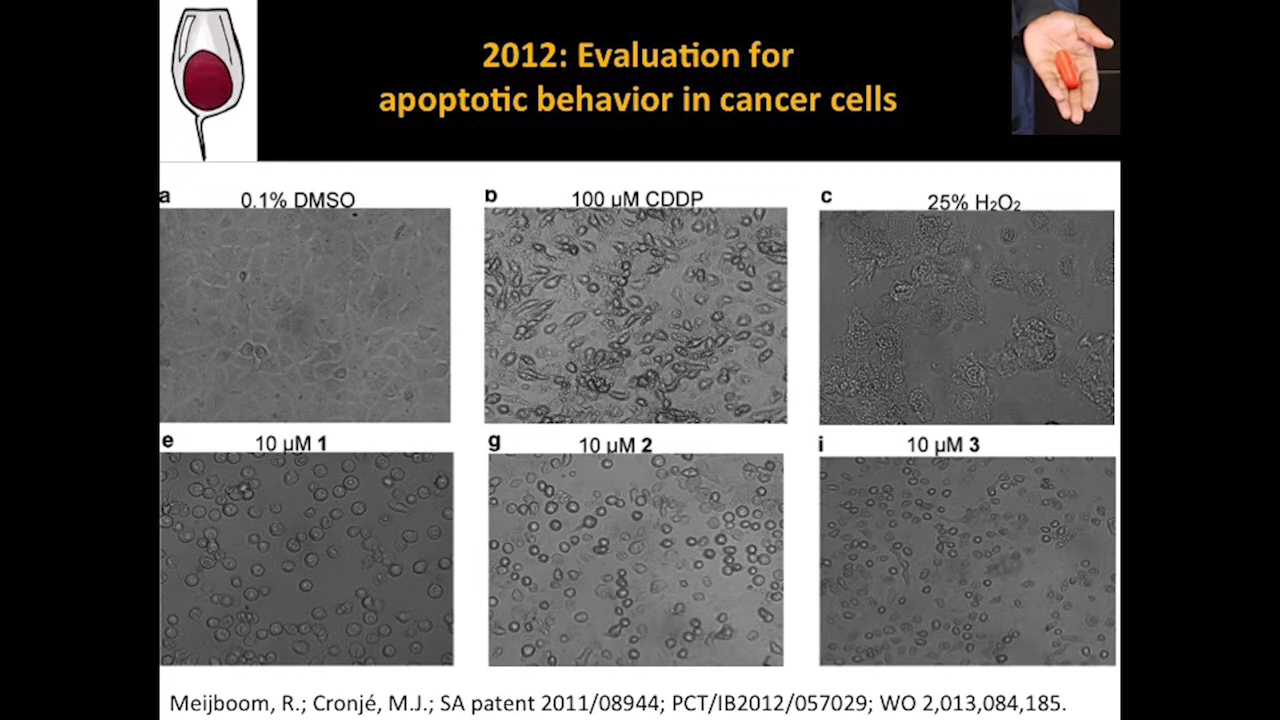 2012: Evaluation for
apoptotic behavior in cancer cells
a
0.1% DMSO
b
100 µM CDDP
c
25% H₂O₂
e
10 µM 1
g
10 µM 2
i
10 µM 3
Meijboom, R.; Cronjé, M.J.; SA patent 2011/08944; PCT/IB2012/057029; WO 2,013,084,185.